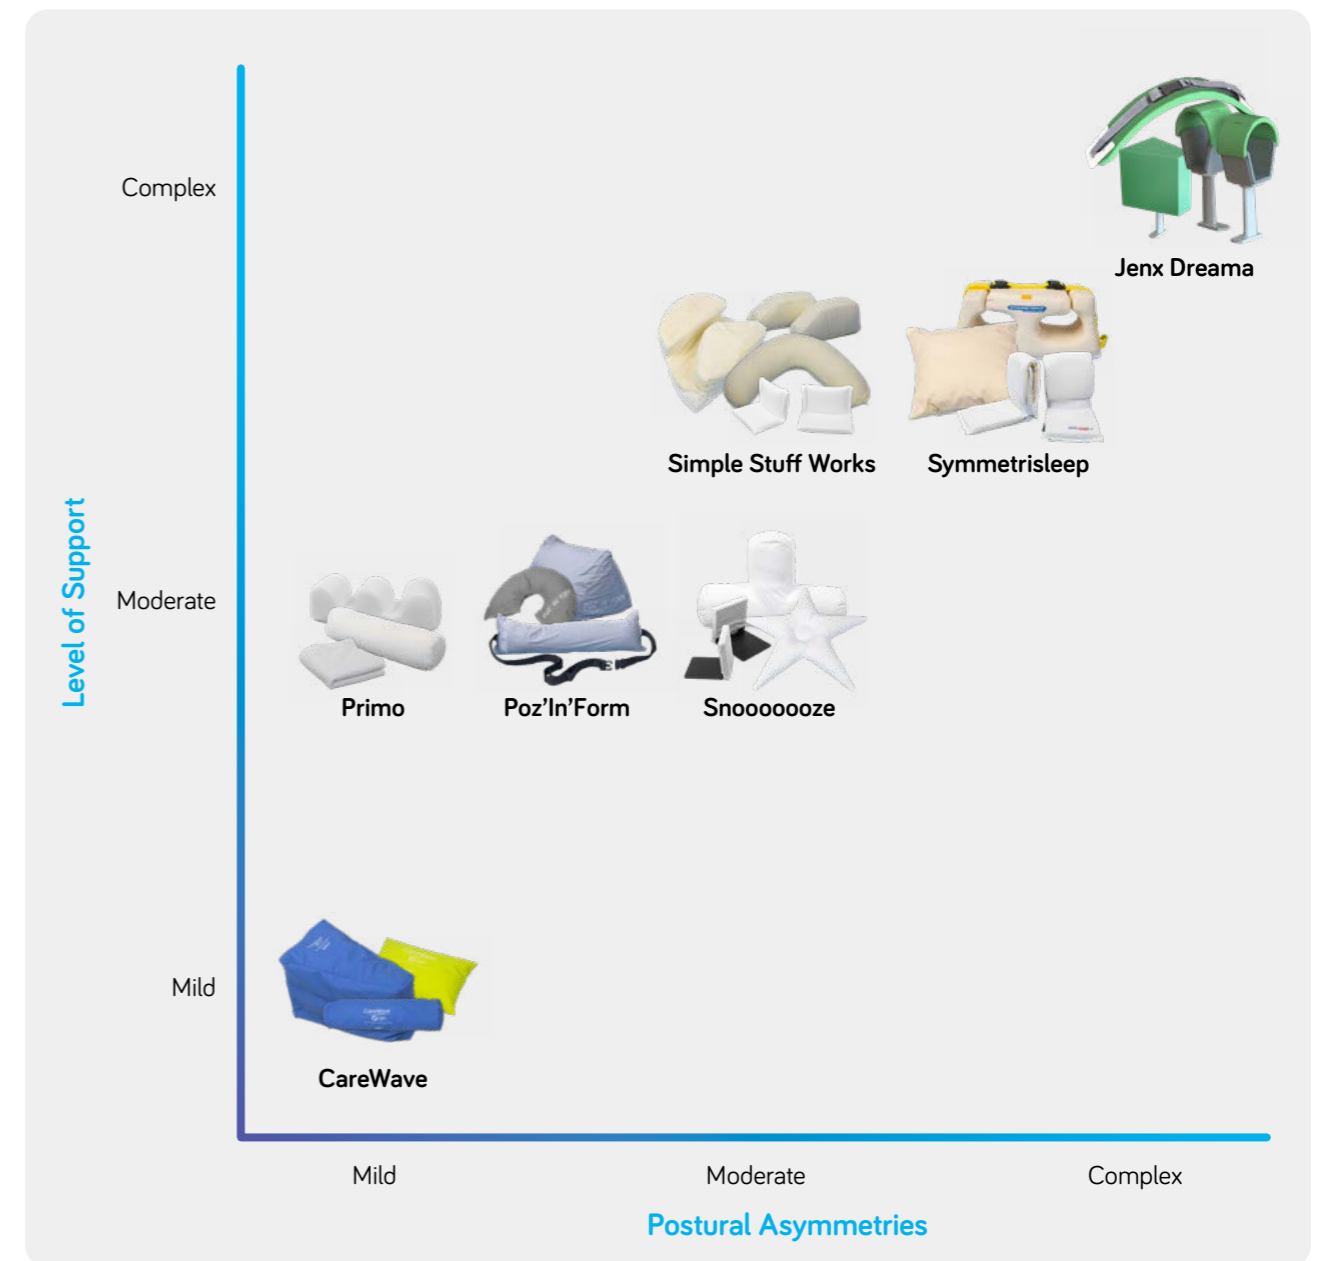 Complex
Jenx Dreama
Simple Stuff Works
Symmetrisleep
Level of Support
Moderate
Primo
Poz'In'Form
Snooooooze
Mild
CareWave
Mild
Moderate
Complex
Postural Asymmetries